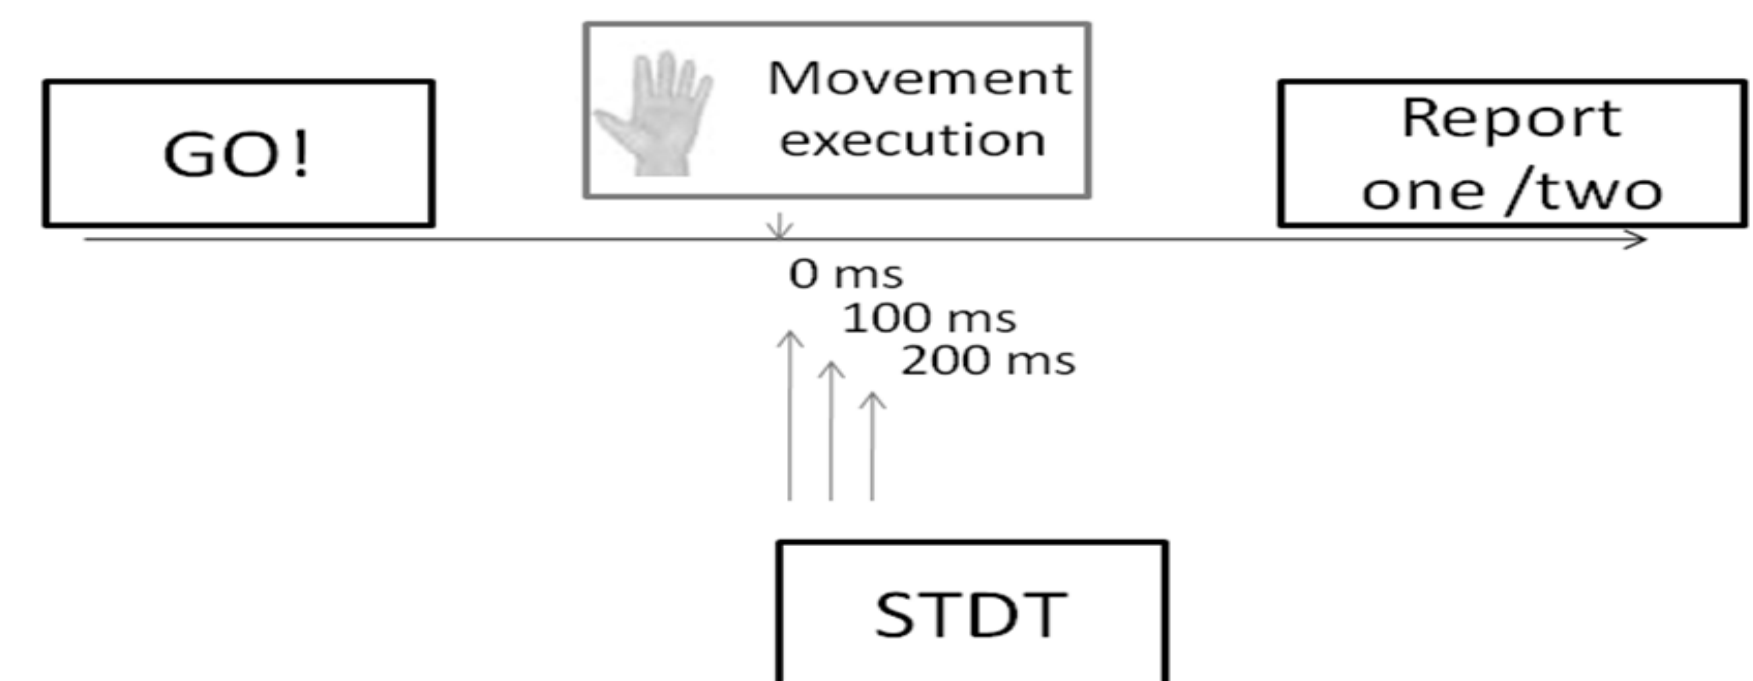 GO!
Movement
execution
Report
one /two
0 ms
100 ms
200 ms
STDT